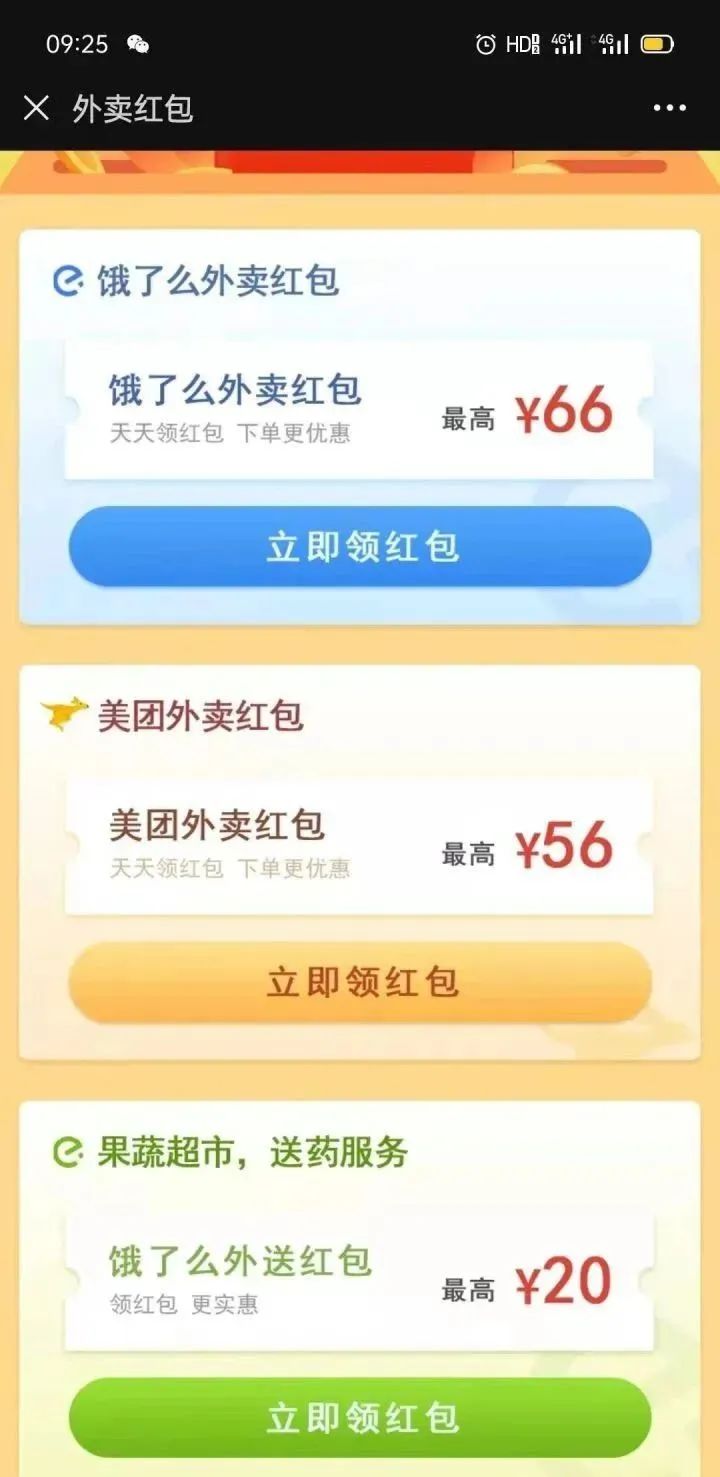 09:25
HD 4G+ 4G
外卖红包
饿了么外卖红包
饿了么外卖红包
天天领红包 下单更优惠
最高 ¥66
立即领红包
美团外卖红包
美团外卖红包
天天领红包 下单更优惠
最高 ¥56
立即领红包
果蔬超市，送药服务
饿了么外送红包
领红包 更实惠
最高 ¥20
立即领红包